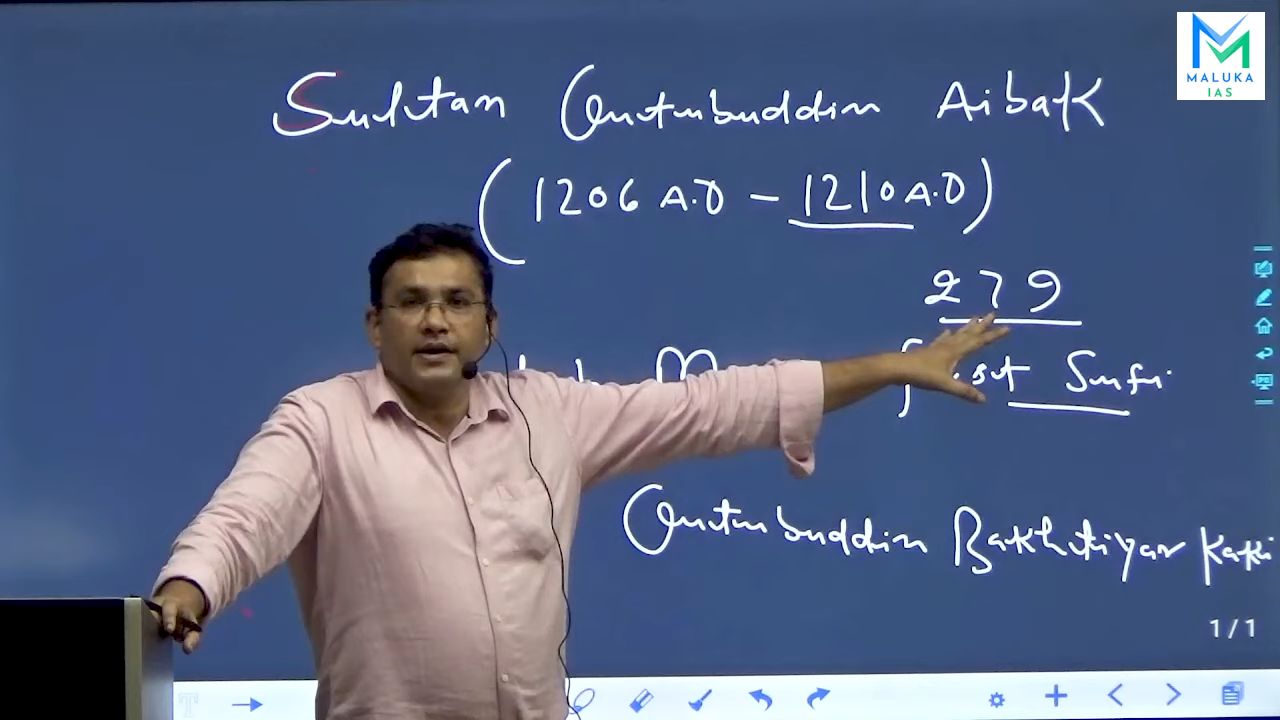 MALUKA
IAS
Sultan Qutubuddin Aibak
(1206 A.D - 1210 A.D)
279
Sufi
Qutubuddin Bakhtiyar Kaki
1/1
T